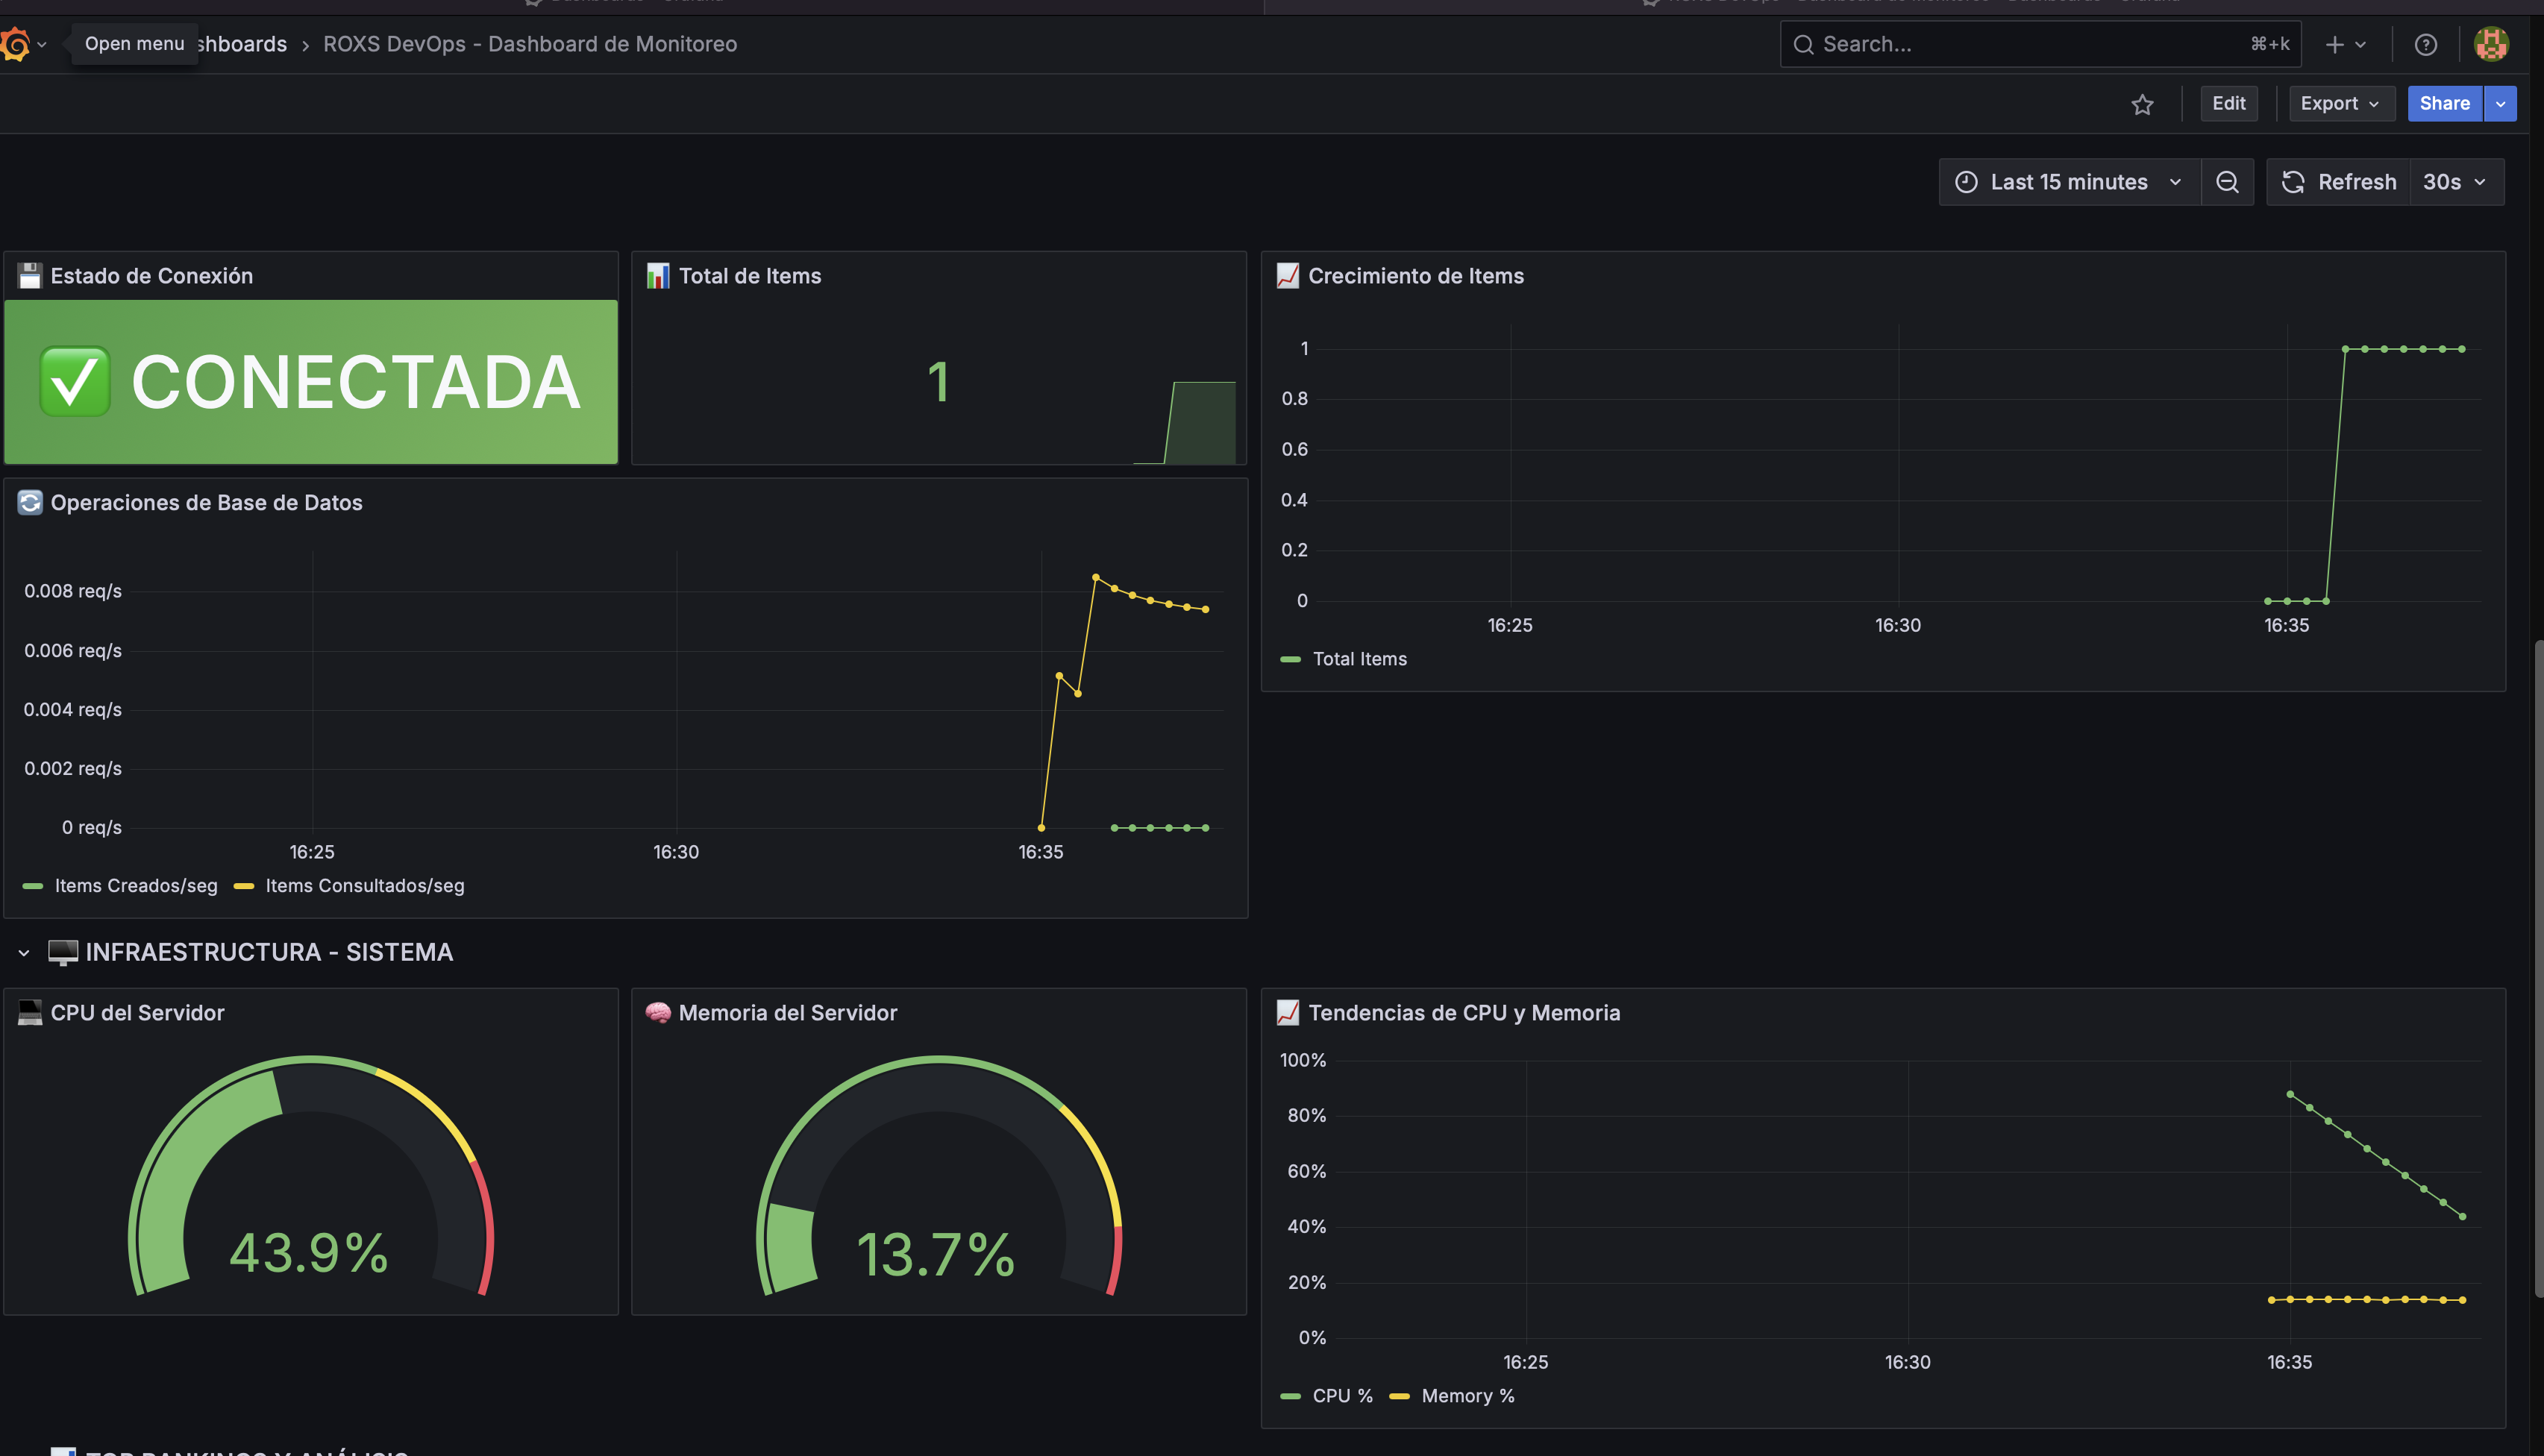 Open menu
shboards › ROXS DevOps - Dashboard de Monitoreo
Search...
⌘+k
Edit
Export
Share
Last 15 minutes
Refresh
30s
Estado de Conexión
CONECTADA
Total de Items
1
Crecimiento de Items
1
0.8
0.6
0.4
0.2
0
16:25
16:30
16:35
Total Items
Operaciones de Base de Datos
0.008 req/s
0.006 req/s
0.004 req/s
0.002 req/s
0 req/s
16:25
16:30
16:35
Items Creados/seg
Items Consultados/seg
INFRAESTRUCTURA - SISTEMA
CPU del Servidor
43.9%
Memoria del Servidor
13.7%
Tendencias de CPU y Memoria
100%
80%
60%
40%
20%
0%
16:25
16:30
16:35
CPU %
Memory %
TOP RANKINGS Y ANÁLISIS